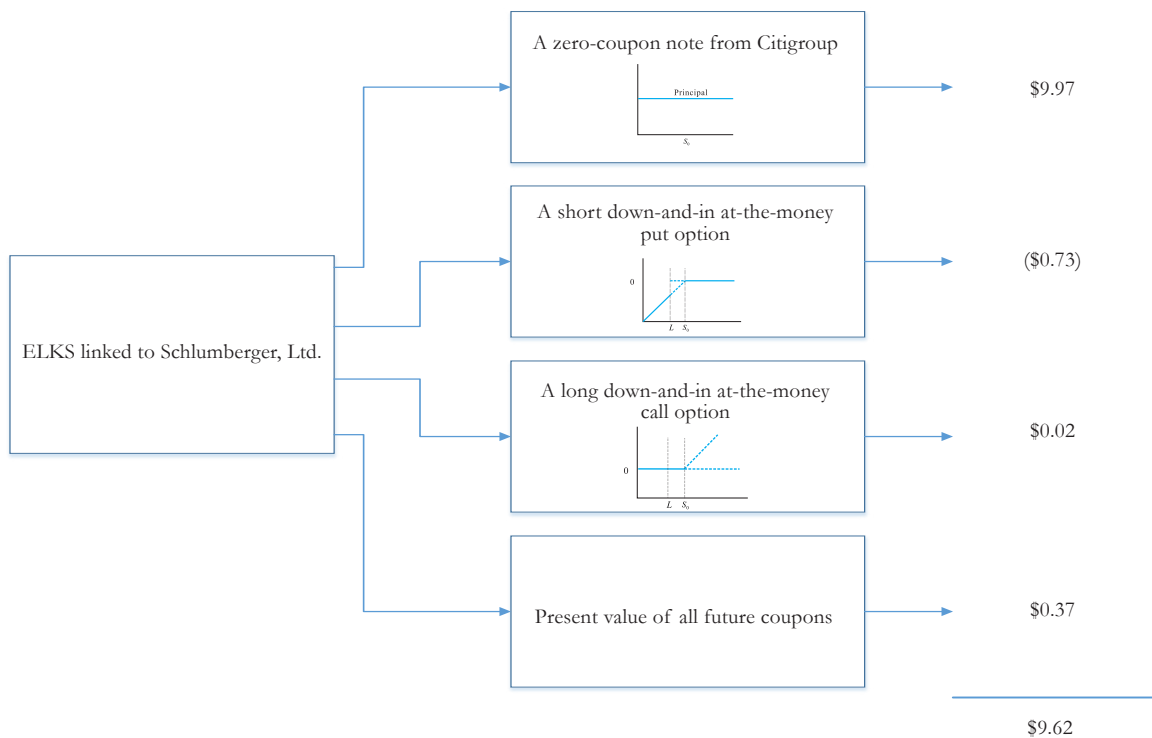 A zero-coupon note from Citigroup
Principal
S₀
$9.97
A short down-and-in at-the-money
put option
0
L
S₀
($0.73)
ELKS linked to Schlumberger, Ltd.
A long down-and-in at-the-money
call option
0
L
S₀
$0.02
Present value of all future coupons
$0.37
$9.62